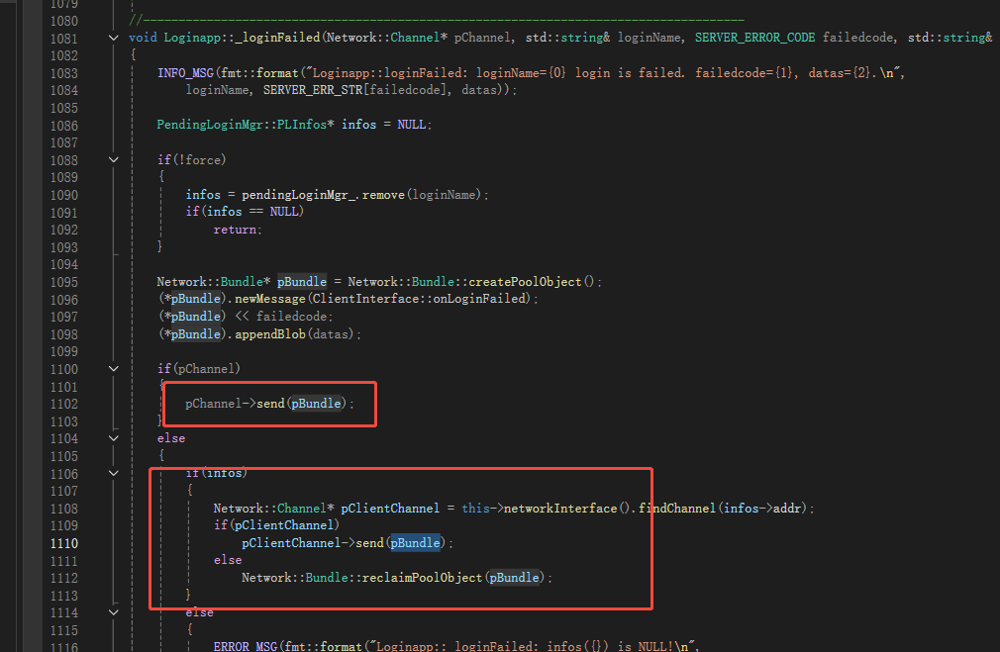 1079
1080 //-------------------------------------------------------------------------------------
1081 void Loginapp::_loginFailed(Network::Channel* pChannel, std::string& loginName, SERVER_ERROR_CODE failedcode, std::string&
1082 {
1083 INFO_MSG(fmt::format("Loginapp::loginFailed: loginName={0} login is failed. failedcode={1}, datas={2}.\n",
1084 loginName, SERVER_ERR_STR[failedcode], datas));
1085
1086 PendingLoginMgr::PLInfos* infos = NULL;
1087
1088 if(!force)
1089 {
1090 infos = pendingLoginMgr_.remove(loginName);
1091 if(infos == NULL)
1092 return;
1093 }
1094
1095 Network::Bundle* pBundle = Network::Bundle::createPoolObject();
1096 (*pBundle).newMessage(ClientInterface::onLoginFailed);
1097 (*pBundle) << failedcode;
1098 (*pBundle).appendBlob(datas);
1099
1100 if(pChannel)
1101 {
1102 pChannel->send(pBundle);
1103 }
1104 else
1105 {
1106 if(infos)
1107 {
1108 Network::Channel* pClientChannel = this->networkInterface().findChannel(infos->addr);
1109 if(pClientChannel)
1110 pClientChannel->send(pBundle);
1111 else
1112 Network::Bundle::reclaimPoolObject(pBundle);
1113 }
1114 else
1115 {
1116 ERROR_MSG(fmt::format("Loginapp::_loginFailed: infos({}) is NULL!\n",